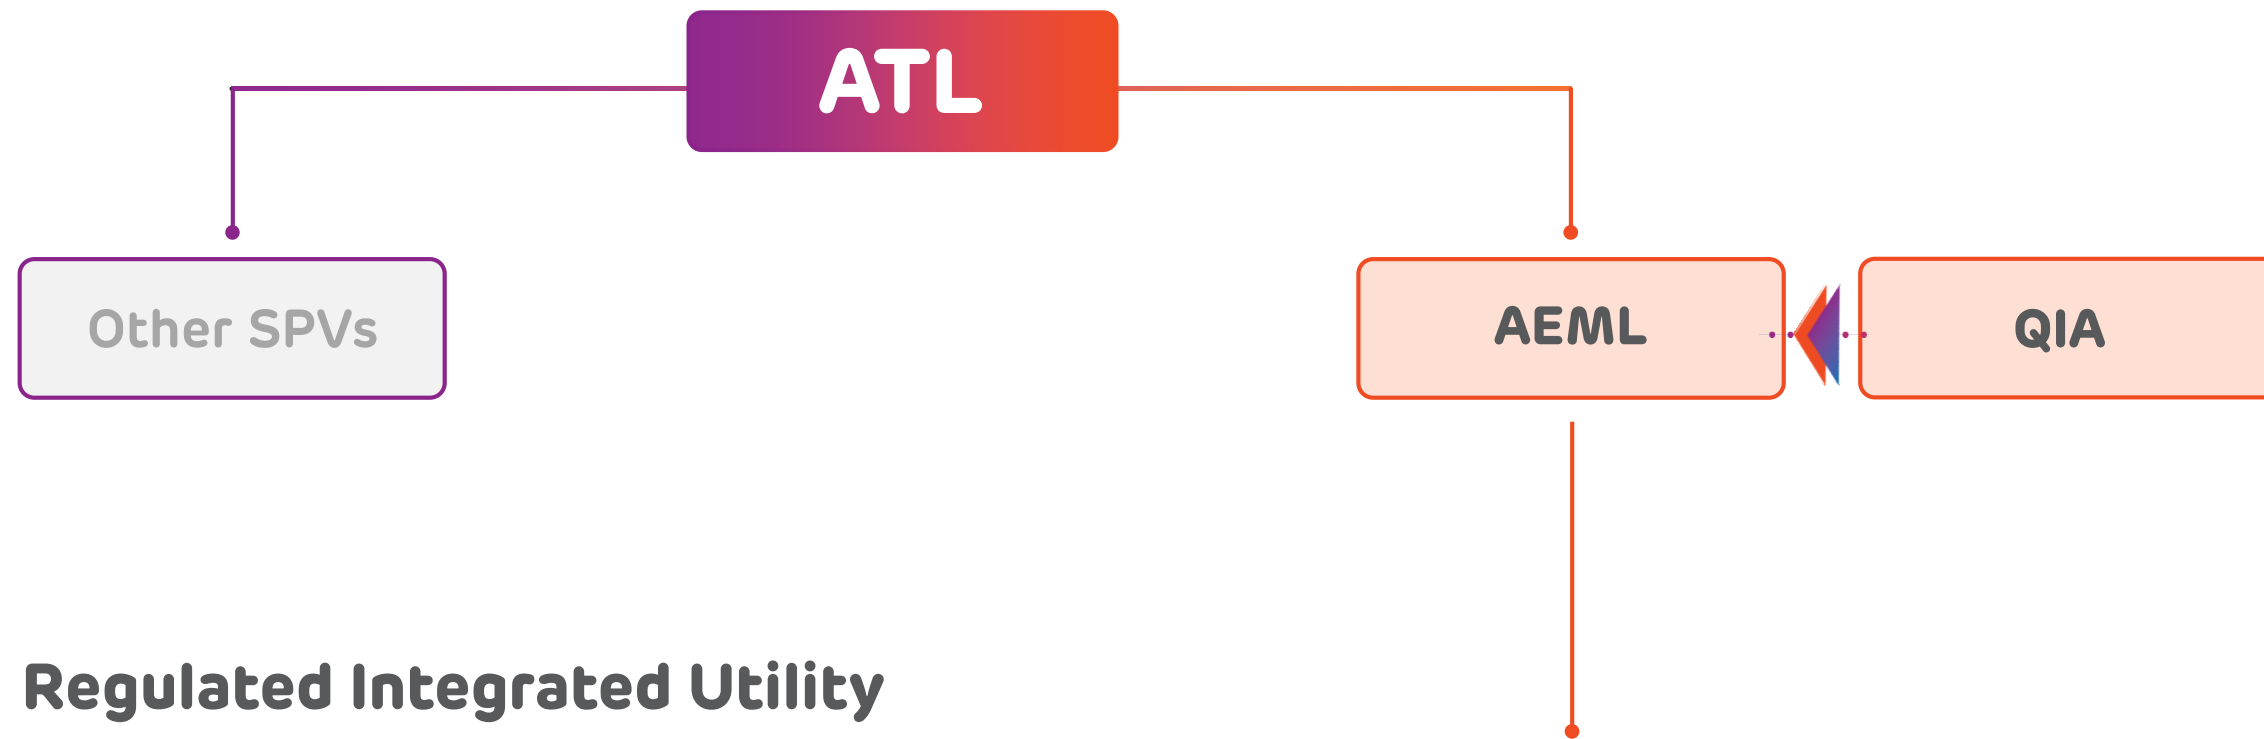 ATL
Other SPVs
AEML
QIA
Regulated Integrated Utility